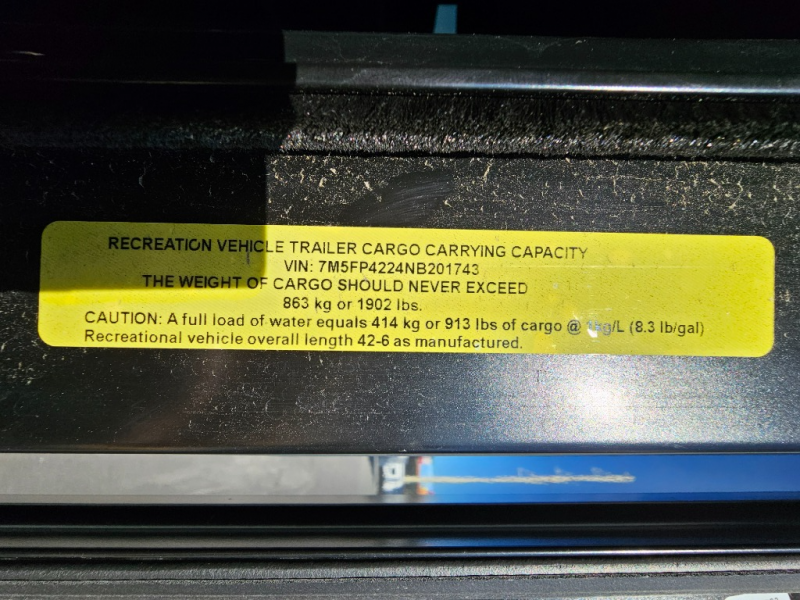 RECREATION VEHICLE TRAILER CARGO CARRYING CAPACITY
VIN: 7M5FP4224NB201743
THE WEIGHT OF CARGO SHOULD NEVER EXCEED
863 kg or 1902 lbs.
CAUTION: A full load of water equals 414 kg or 913 lbs of cargo @ 1kg/L (8.3 lb/gal)
Recreational vehicle overall length 42-6 as manufactured.